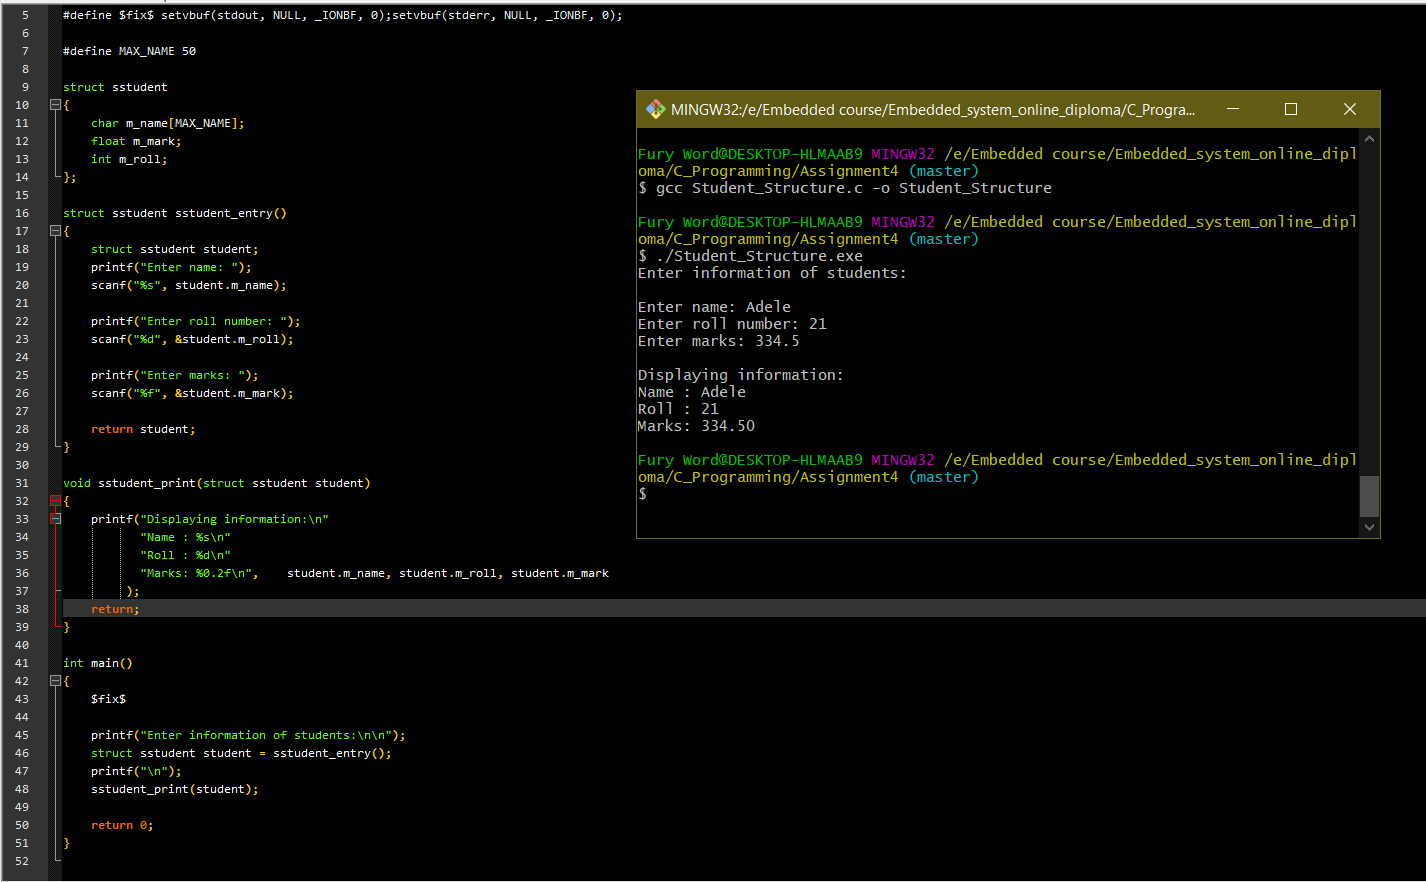 5 #define $fix$ setvbuf(stdout, NULL, _IONBF, 0);setvbuf(stderr, NULL, _IONBF, 0);
6
7 #define MAX_NAME 50
8
9 struct sstudent
10 {
11 char m_name[MAX_NAME];
12 float m_mark;
13 int m_roll;
14 };
15
16 struct sstudent sstudent_entry()
17 {
18 struct sstudent student;
19 printf("Enter name: ");
20 scanf("%s", student.m_name);
21
22 printf("Enter roll number: ");
23 scanf("%d", &student.m_roll);
24
25 printf("Enter marks: ");
26 scanf("%f", &student.m_mark);
27
28 return student;
29 }
30
31 void sstudent_print(struct sstudent student)
32 {
33 printf("Displaying information:\n"
34 "Name : %s\n"
35 "Roll : %d\n"
36 "Marks: %0.2f\n", student.m_name, student.m_roll, student.m_mark
37 );
38 return;
39 }
40
41 int main()
42 {
43 $fix$
44
45 printf("Enter information of students:\n\n");
46 struct sstudent student = sstudent_entry();
47 printf("\n");
48 sstudent_print(student);
49
50 return 0;
51 }
52
MINGW32:/e/Embedded course/Embedded_system_online_diploma/C_Progra...
Fury Word@DESKTOP-HLMAAB9 MINGW32 /e/Embedded course/Embedded_system_online_dipl
oma/C_Programming/Assignment4 (master)
$ gcc Student_Structure.c -o Student_Structure
Fury Word@DESKTOP-HLMAAB9 MINGW32 /e/Embedded course/Embedded_system_online_dipl
oma/C_Programming/Assignment4 (master)
$ ./Student_Structure.exe
Enter information of students:
Enter name: Adele
Enter roll number: 21
Enter marks: 334.5
Displaying information:
Name : Adele
Roll : 21
Marks: 334.50
Fury Word@DESKTOP-HLMAAB9 MINGW32 /e/Embedded course/Embedded_system_online_dipl
oma/C_Programming/Assignment4 (master)
$